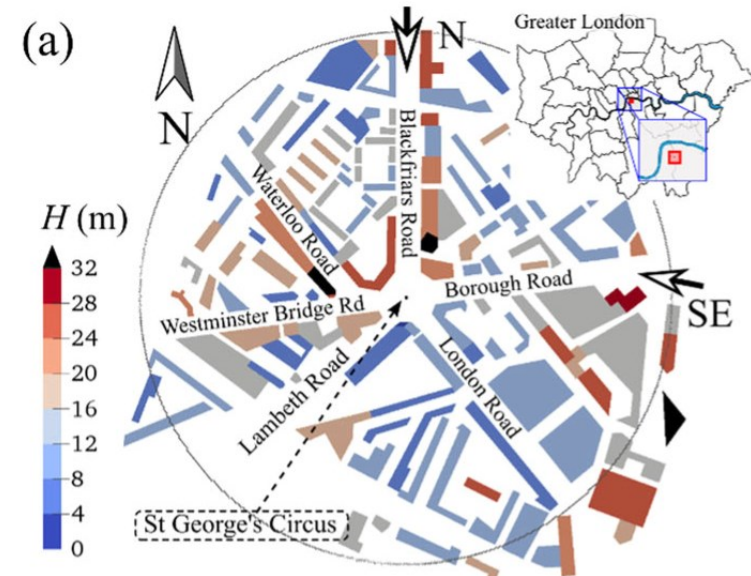 (a)
N
N
Greater London
H (m)
32
28
24
20
16
12
8
4
0
Blackfriars Road
Waterloo Road
Borough Road
SE
Westminster Bridge Rd
Lambeth Road
London Road
St George's Circus